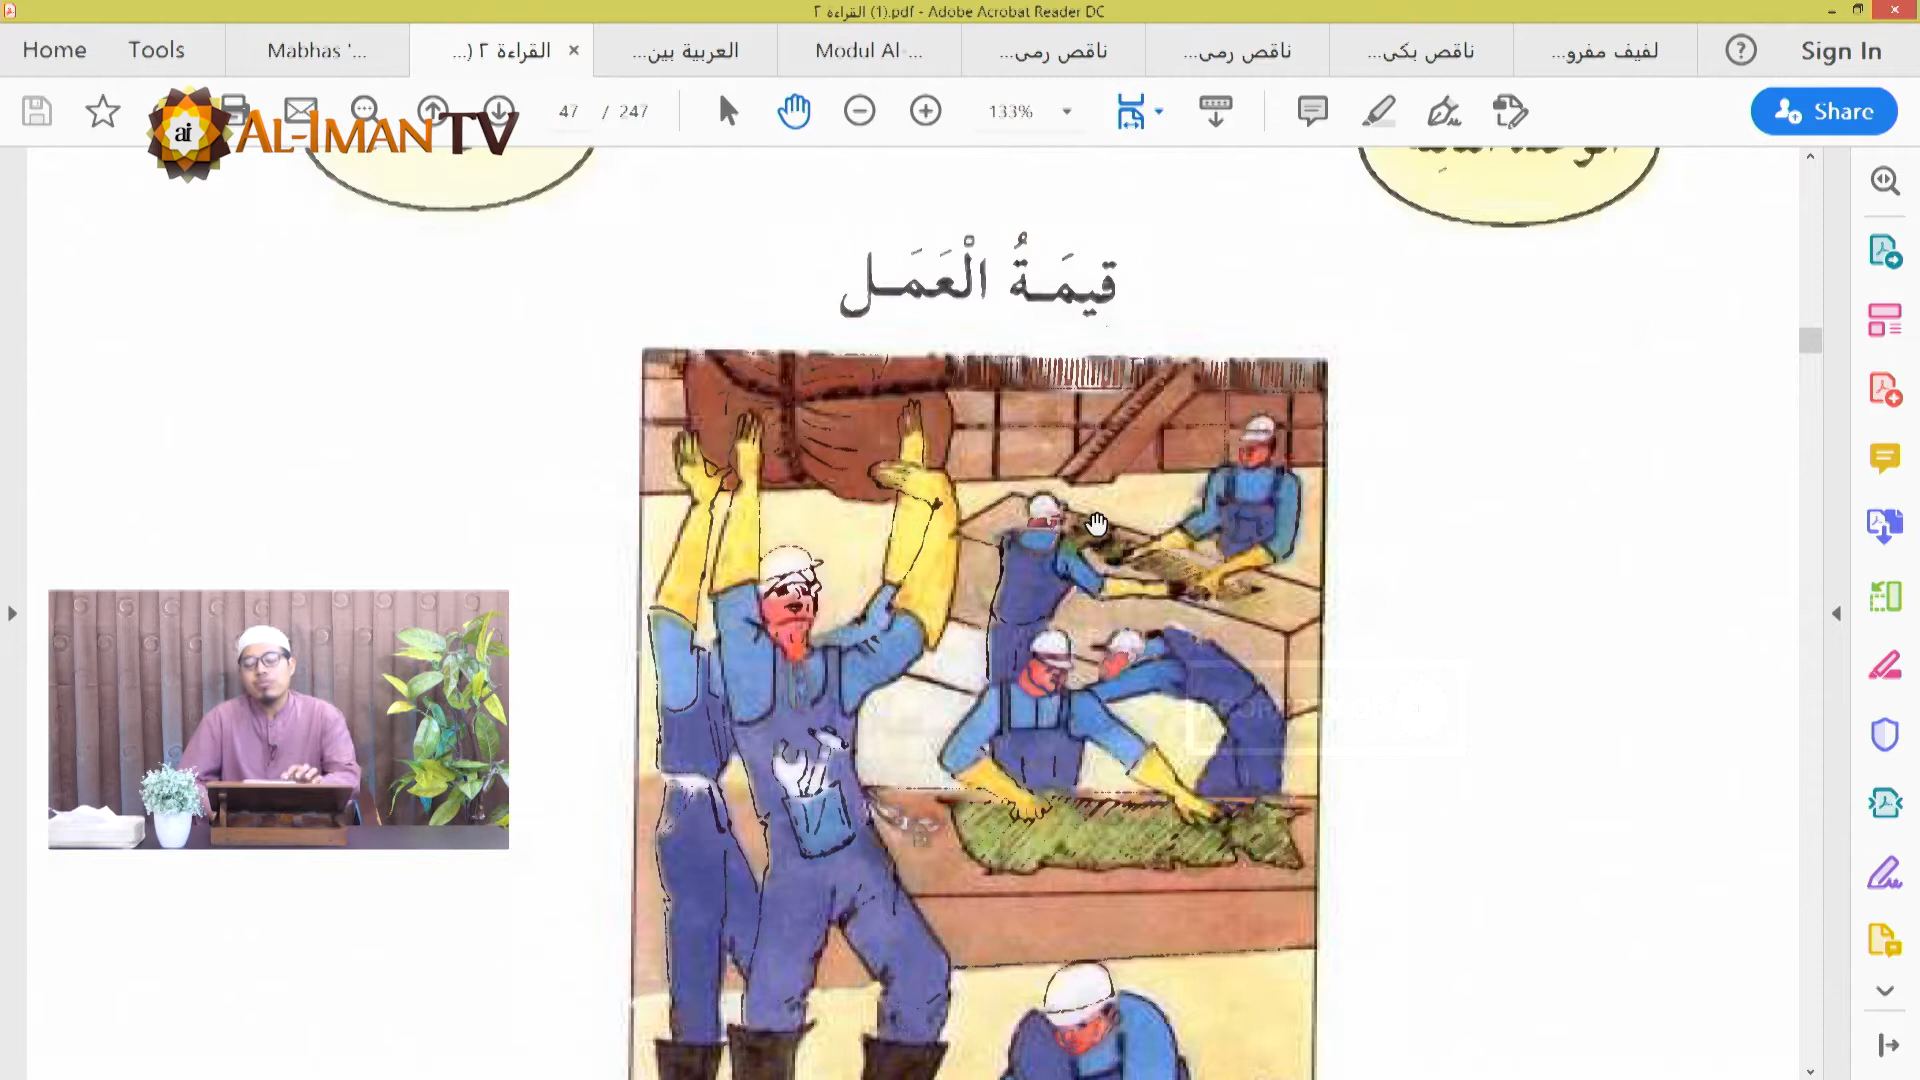 القراءة ٢ (1).pdf - Adobe Acrobat Reader DC
Home
Tools
Mabhas '...
القراءة ٢ (...
العربية بين...
Modul Al-...
ناقص رمى...
ناقص رمى...
ناقص بكى...
لفيف مفرو...
Sign In
47 / 247
133%
Share
ai AL-IMAN TV
قِيمَةُ الْعَمَل